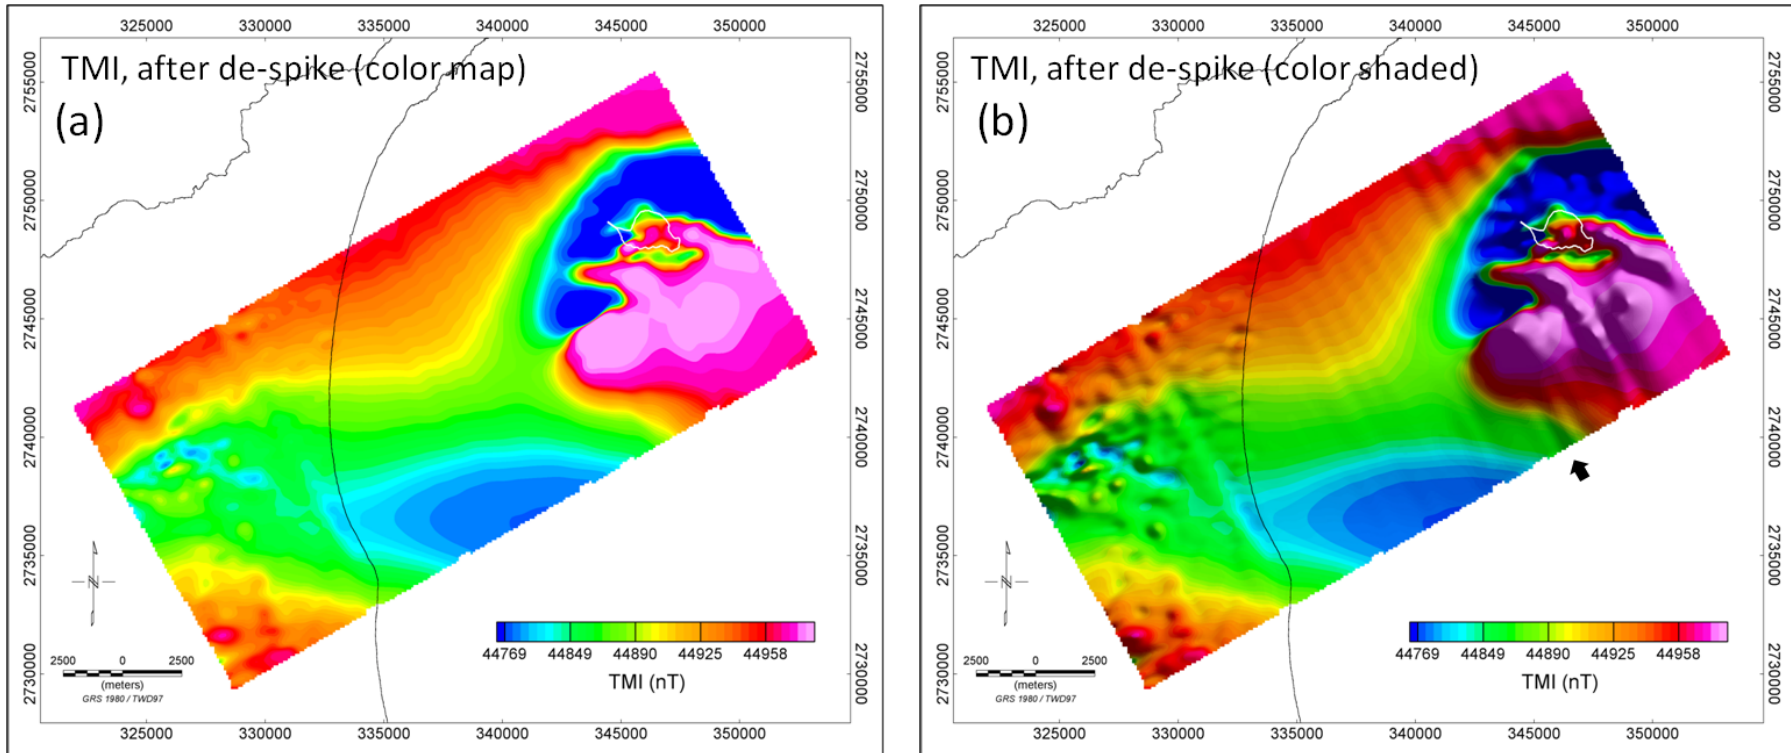 325000 330000 335000 340000 345000 350000
TMI, after de-spike (color map)
(a)
2755000 2750000 2745000 2740000 2735000 2730000
2755000 2750000 2745000 2740000 2735000 2730000
N
2500 0 2500
(meters)
GRS 1980 / TWD97
44769 44849 44890 44925 44958
TMI (nT)
325000 330000 335000 340000 345000 350000
325000 330000 335000 340000 345000 350000
TMI, after de-spike (color shaded)
(b)
2755000 2750000 2745000 2740000 2735000 2730000
2755000 2750000 2745000 2740000 2735000 2730000
N
2500 0 2500
(meters)
GRS 1980 / TWD97
44769 44849 44890 44925 44958
TMI (nT)
325000 330000 335000 340000 345000 350000